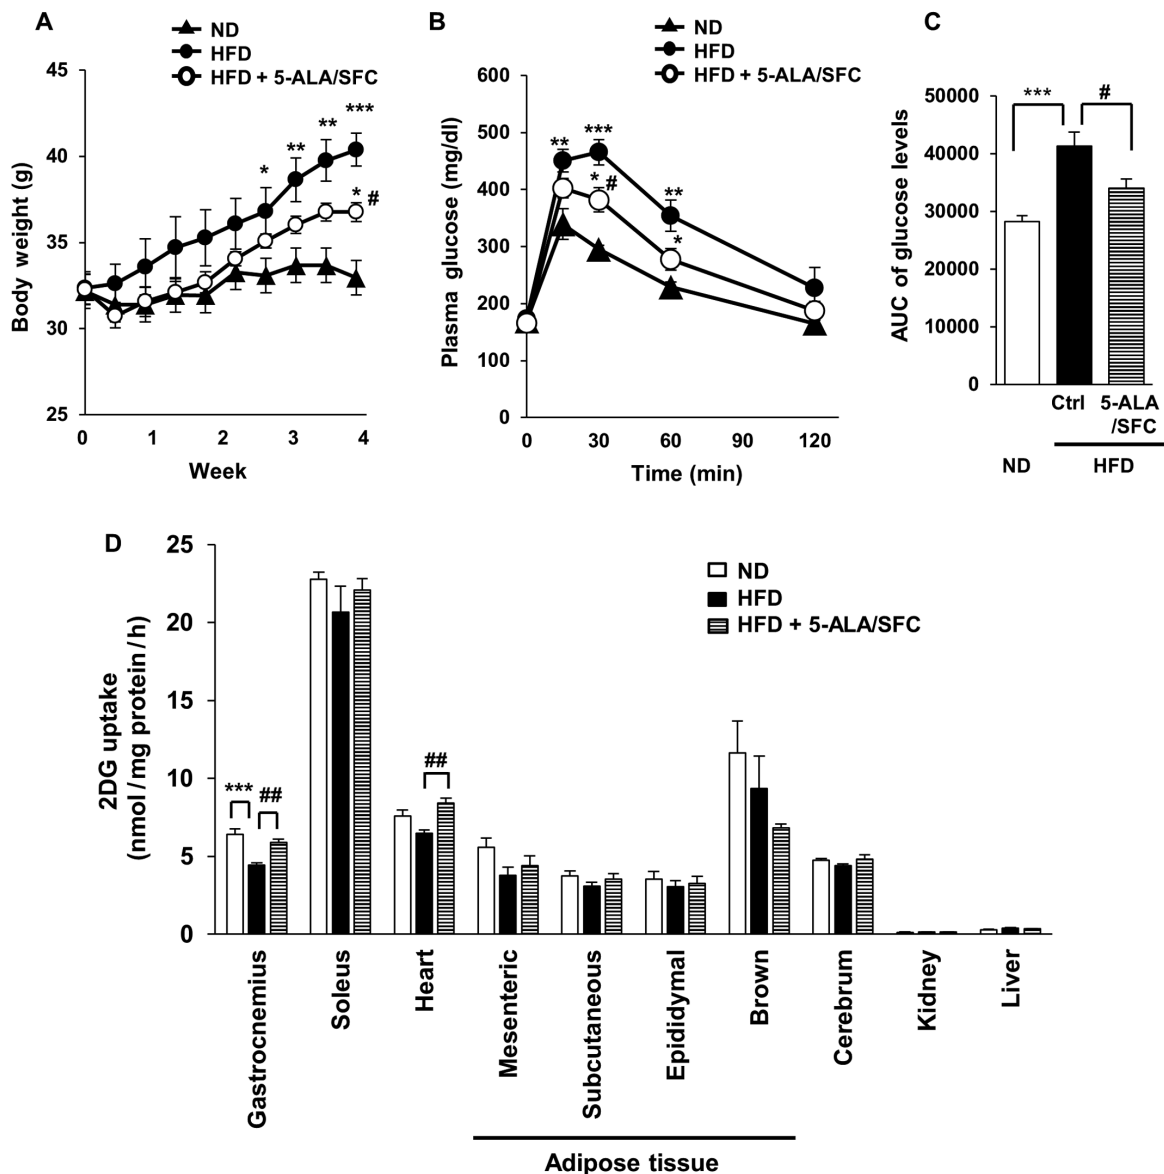 A
ND
HFD
HFD + 5-ALA/SFC
45
40
35
30
25
Body weight (g)
* ** ** ***
* #
0 1 2 3 4
Week
B
ND
HFD
HFD + 5-ALA/SFC
600
500
400
300
200
100
0
Plasma glucose (mg/dl)
** *** **
* # *
0 30 60 90 120
Time (min)
C
50000
40000
30000
20000
10000
0
AUC of glucose levels
*** #
Ctrl 5-ALA
/SFC
ND HFD
D
25
20
15
10
5
0
2DG uptake
(nmol/mg protein/h)
ND
HFD
HFD + 5-ALA/SFC
*** ## ##
Gastrocnemius
Soleus
Heart
Mesenteric
Subcutaneous
Epididymal
Brown
Cerebrum
Kidney
Liver
Adipose tissue